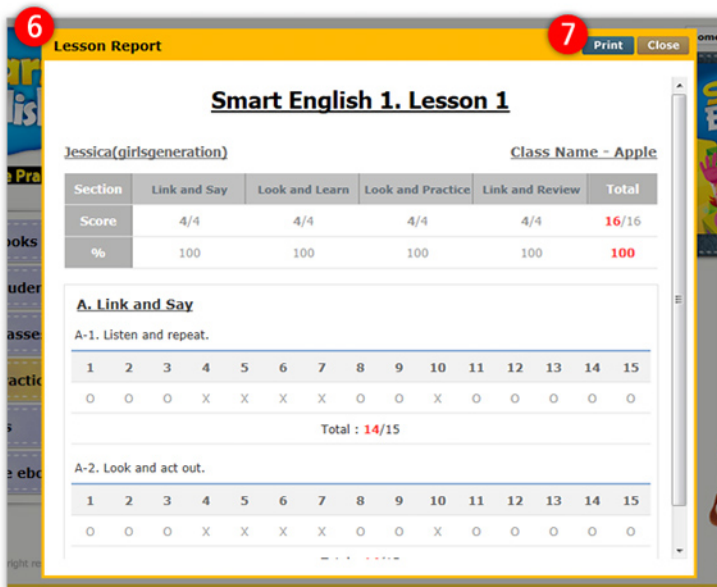 6
7
Lesson Report
Print
Close
Smart English 1. Lesson 1
Jessica(girlsgeneration)
Class Name - Apple
Section Link and Say Look and Learn Look and Practice Link and Review Total
Score 4/4 4/4 4/4 4/4 16/16
% 100 100 100 100 100
A. Link and Say
A-1. Listen and repeat.
1 2 3 4 5 6 7 8 9 10 11 12 13 14 15
O O O X X X X O O X O O O O O
Total : 14/15
A-2. Look and act out.
1 2 3 4 5 6 7 8 9 10 11 12 13 14 15
O O O X X X X O O X O O O O O